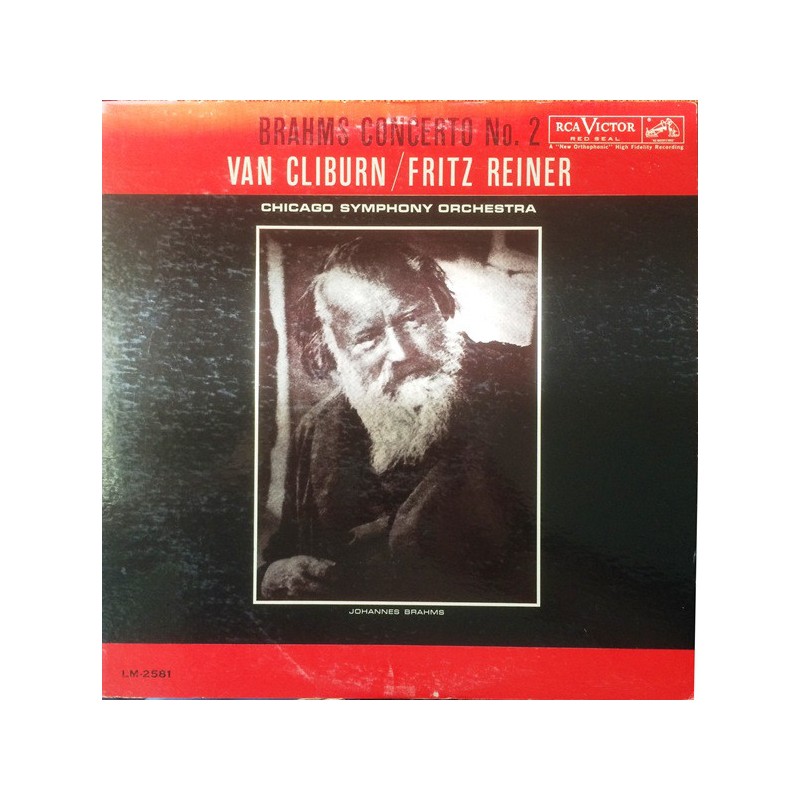 BRAHMS CONCERTO No. 2
VAN CLIBURN/FRITZ REINER
RCA VICTOR
RED SEAL
A "New Orthophonic" High Fidelity Recording
CHICAGO SYMPHONY ORCHESTRA
JOHANNES BRAHMS
LM-2581